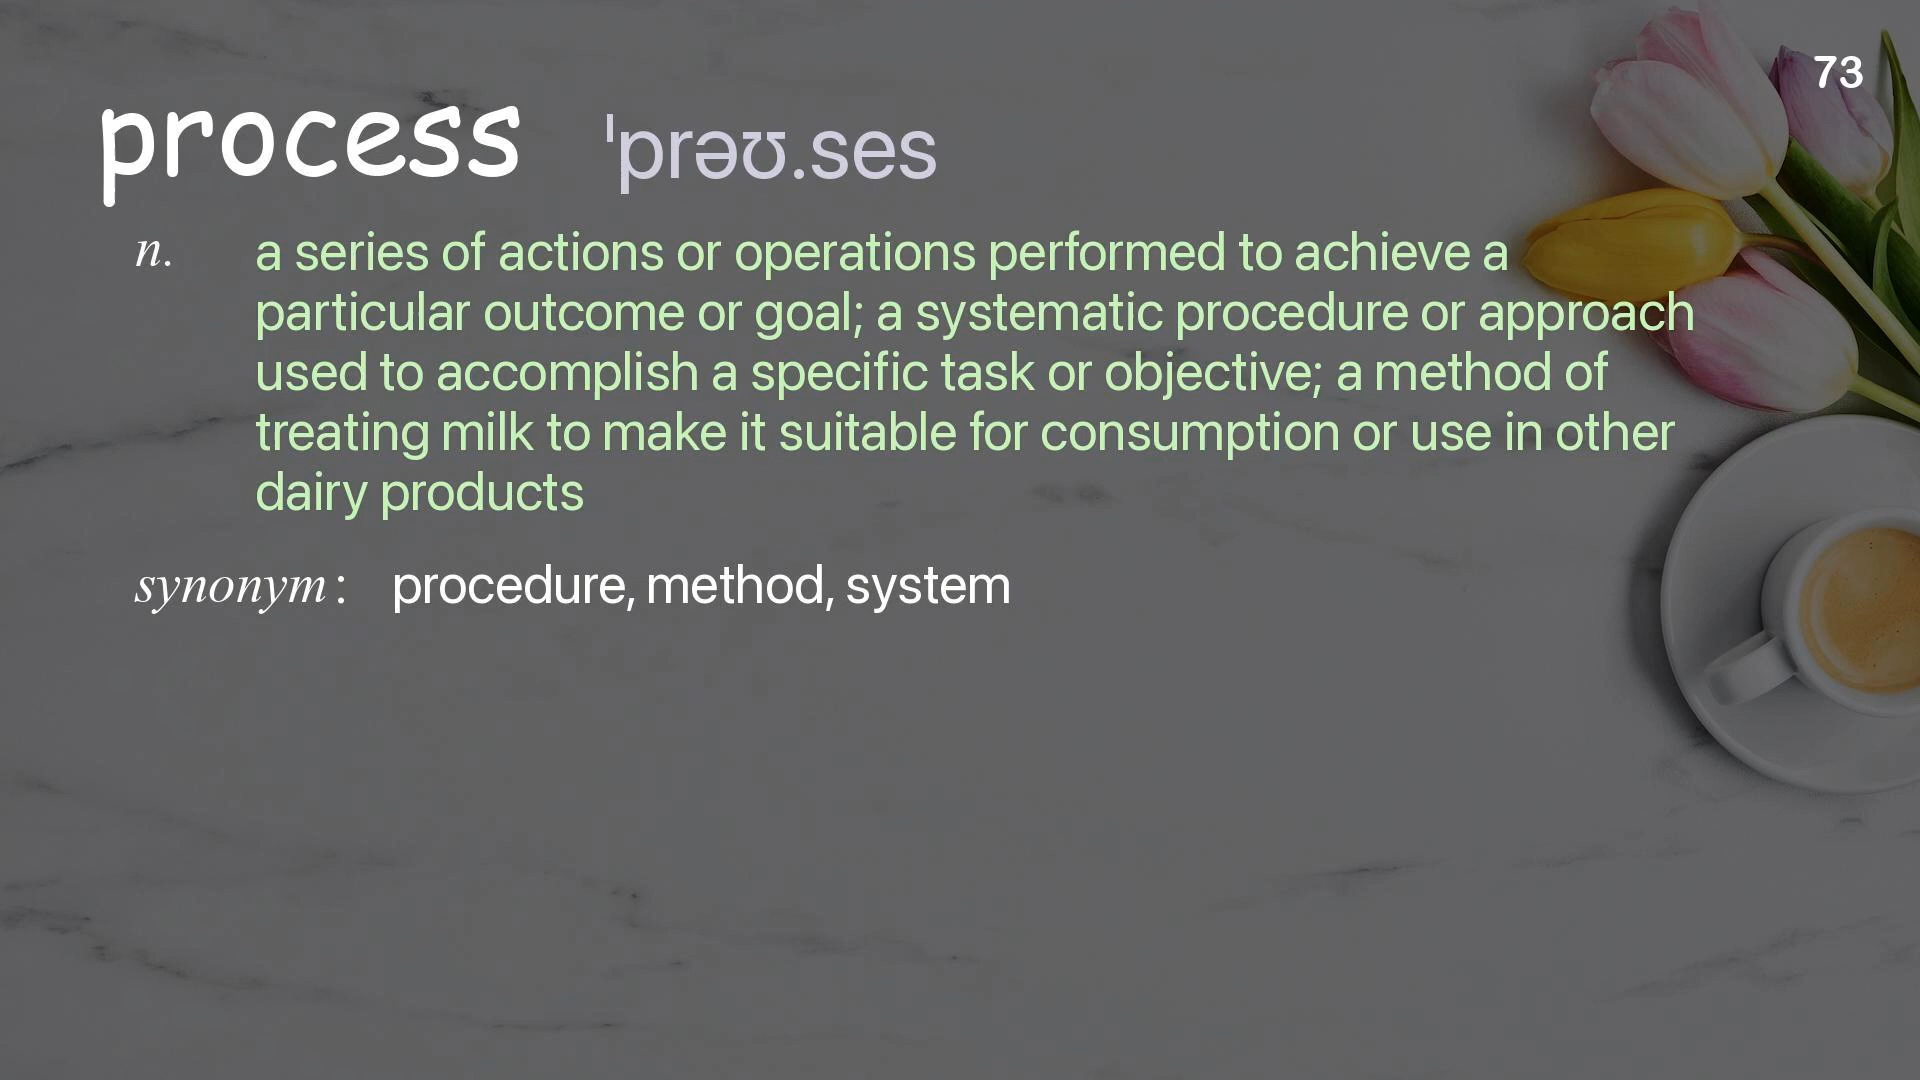 73
process ˈprəʊ.ses
n. a series of actions or operations performed to achieve a
particular outcome or goal; a systematic procedure or approach
used to accomplish a specific task or objective; a method of
treating milk to make it suitable for consumption or use in other
dairy products
synonym: procedure, method, system